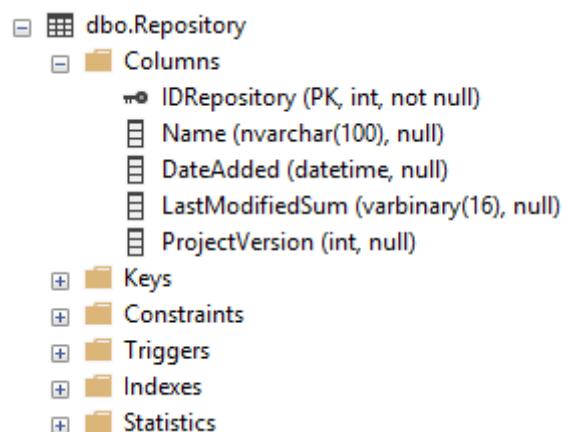 dbo.Repository
Columns
IDRepository (PK, int, not null)
Name (nvarchar(100), null)
DateAdded (datetime, null)
LastModifiedSum (varbinary(16), null)
ProjectVersion (int, null)
Keys
Constraints
Triggers
Indexes
Statistics